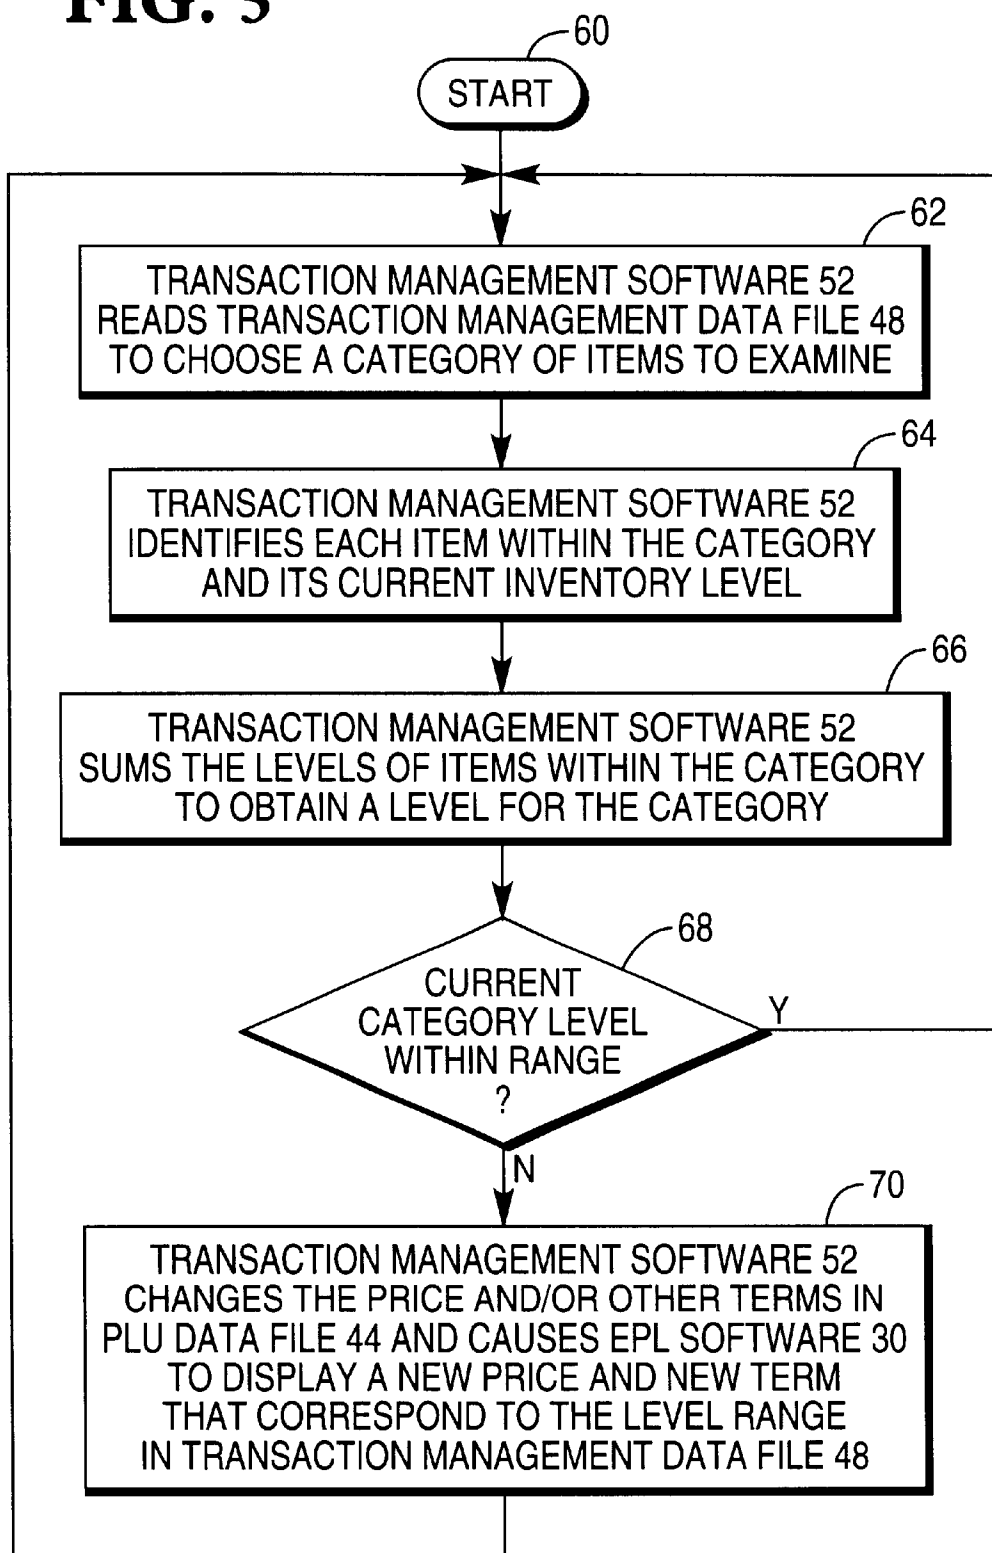 FIG. 3
60
START
62
TRANSACTION MANAGEMENT SOFTWARE 52
READS TRANSACTION MANAGEMENT DATA FILE 48
TO CHOOSE A CATEGORY OF ITEMS TO EXAMINE
64
TRANSACTION MANAGEMENT SOFTWARE 52
IDENTIFIES EACH ITEM WITHIN THE CATEGORY
AND ITS CURRENT INVENTORY LEVEL
66
TRANSACTION MANAGEMENT SOFTWARE 52
SUMS THE LEVELS OF ITEMS WITHIN THE CATEGORY
TO OBTAIN A LEVEL FOR THE CATEGORY
68
CURRENT
CATEGORY LEVEL
WITHIN RANGE
?
Y
N
70
TRANSACTION MANAGEMENT SOFTWARE 52
CHANGES THE PRICE AND/OR OTHER TERMS IN
PLU DATA FILE 44 AND CAUSES EPL SOFTWARE 30
TO DISPLAY A NEW PRICE AND NEW TERM
THAT CORRESPOND TO THE LEVEL RANGE
IN TRANSACTION MANAGEMENT DATA FILE 48